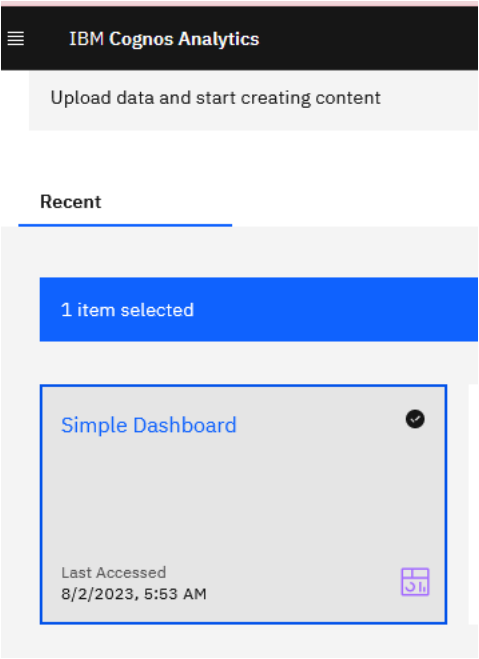 IBM Cognos Analytics
Upload data and start creating content
Recent
1 item selected
Simple Dashboard
Last Accessed
8/2/2023, 5:53 AM